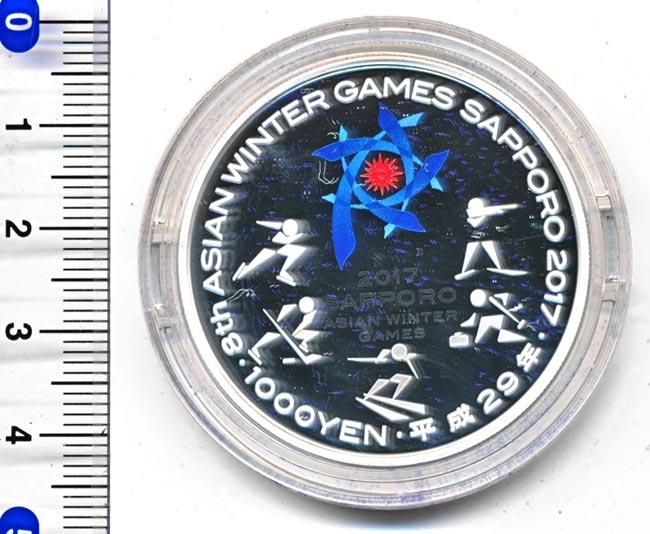 0
1
2
3
4
5
8th ASIAN WINTER GAMES SAPPORO 2017・
・1000YEN・平成29年・
2017
SAPPORO
ASIAN WINTER
GAMES